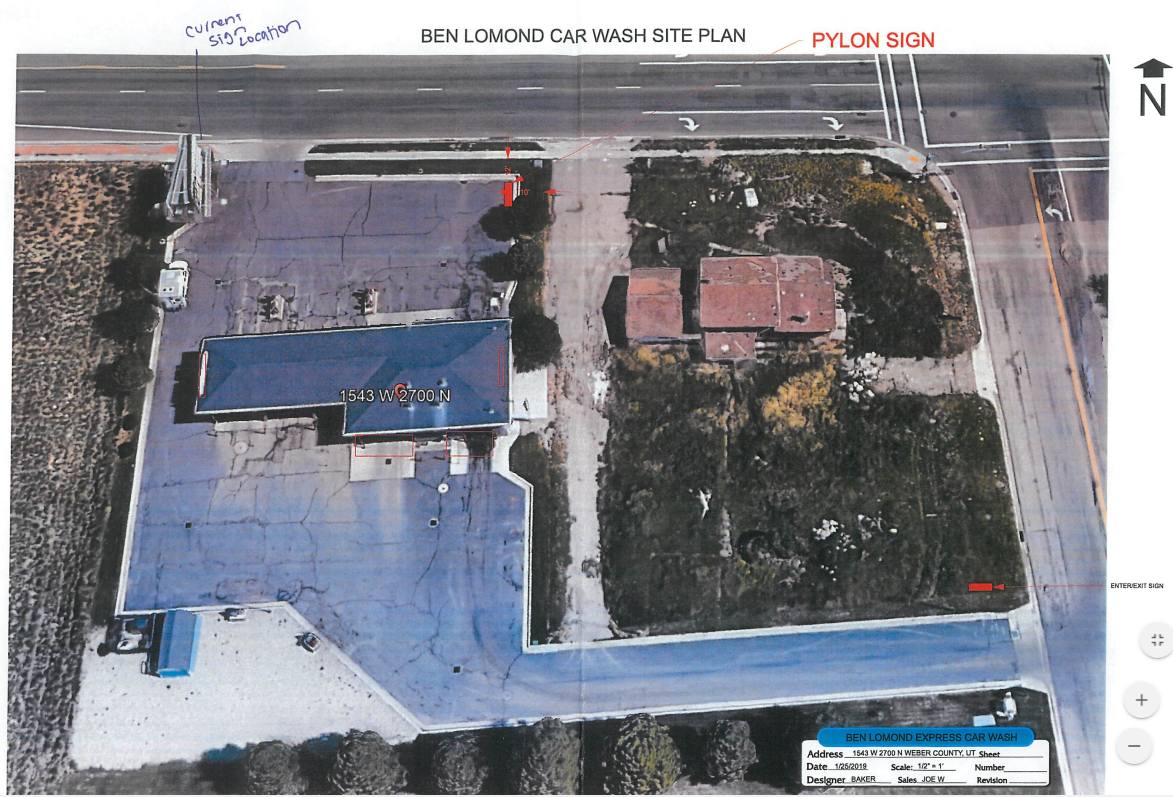 current
sign Location
BEN LOMOND CAR WASH SITE PLAN
PYLON SIGN
N
10'
1543 W 2700 N
ENTER/EXIT SIGN
BEN LOMOND EXPRESS CAR WASH
Address 1543 W 2700 N WEBER COUNTY, UT Sheet
Date 1/25/2019 Scale: 1/2" = 1' Number
Designer BAKER Sales JOE W Revision